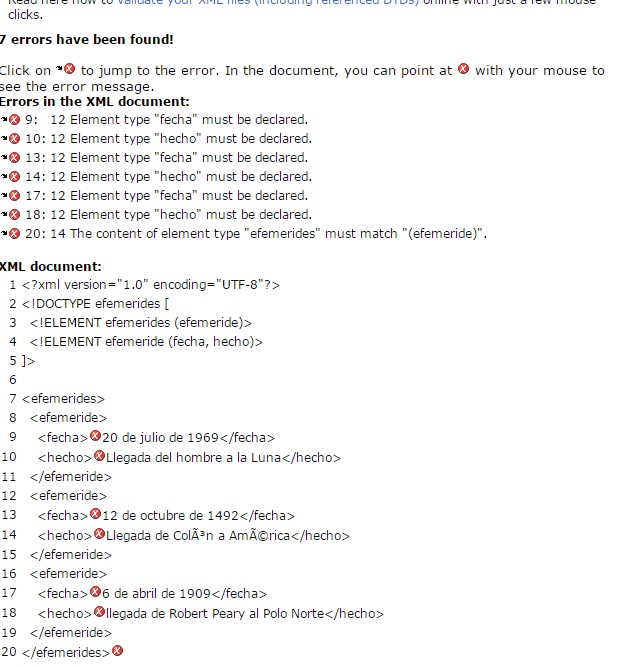 Read here how to validate your XML files (including referenced DTDs) online with just a few mouse
clicks.
7 errors have been found!
Click on to jump to the error. In the document, you can point at with your mouse to
see the error message.
Errors in the XML document:
9: 12 Element type "fecha" must be declared.
10: 12 Element type "hecho" must be declared.
13: 12 Element type "fecha" must be declared.
14: 12 Element type "hecho" must be declared.
17: 12 Element type "fecha" must be declared.
18: 12 Element type "hecho" must be declared.
20: 14 The content of element type "efemerides" must match "(efemeride)".
XML document:
1 <?xml version="1.0" encoding="UTF-8"?>
2 <!DOCTYPE efemerides [
3 <!ELEMENT efemerides (efemeride)>
4 <!ELEMENT efemeride (fecha, hecho)>
5 ]>
6
7 <efemerides>
8 <efemeride>
9 <fecha>20 de julio de 1969</fecha>
10 <hecho>Llegada del hombre a la Luna</hecho>
11 </efemeride>
12 <efemeride>
13 <fecha>12 de octubre de 1492</fecha>
14 <hecho>Llegada de ColÃ³n a AmÃ©rica</hecho>
15 </efemeride>
16 <efemeride>
17 <fecha>6 de abril de 1909</fecha>
18 <hecho>llegada de Robert Peary al Polo Norte</hecho>
19 </efemeride>
20 </efemerides>